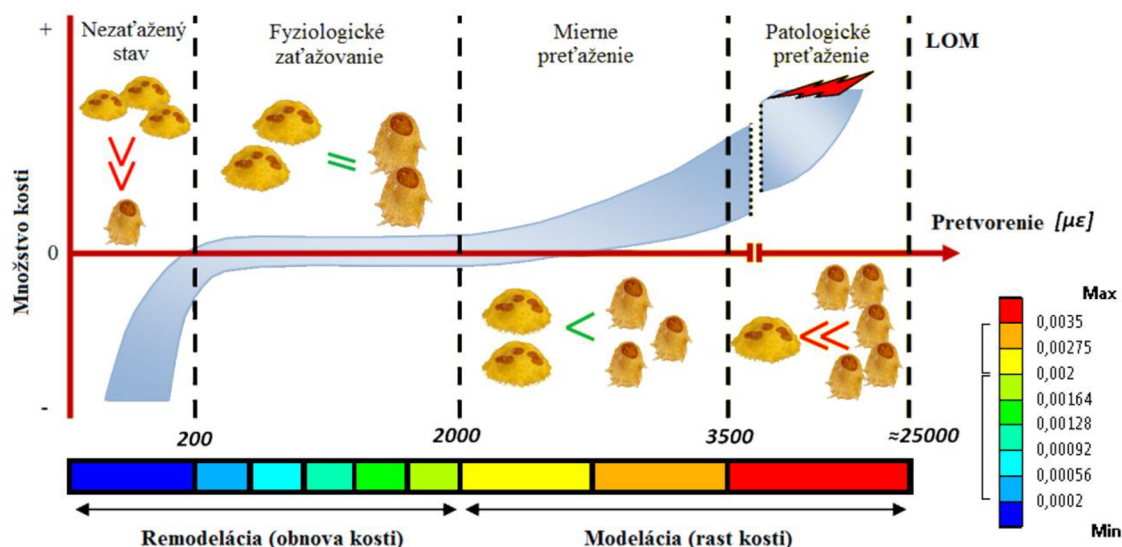 +
Nezaťažený
stav
Fyziologické
zaťažovanie
Mierne
preťaženie
Patologické
preťaženie
LOM
Množstvo kosti
0
Pretvorenie [με]
-
200
2000
3500
≈25000
Remodelácia (obnova kosti)
Modelácia (rast kosti)
Max
0,0035
0,00275
0,002
0,00164
0,00128
0,00092
0,00056
0,0002
Min